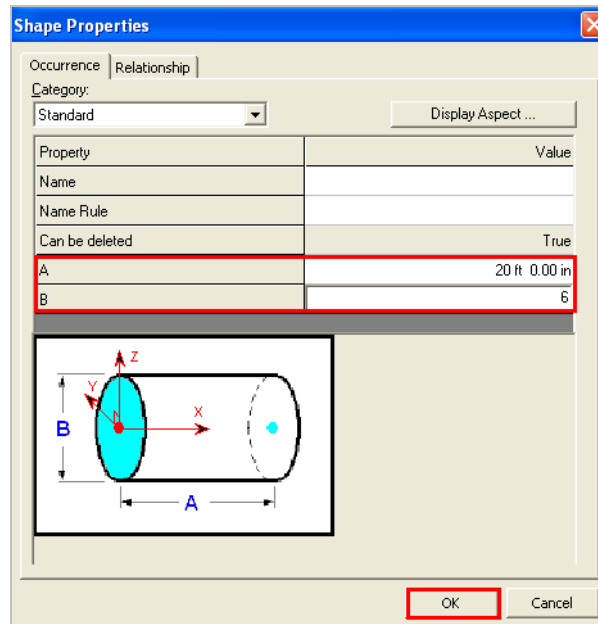 Shape Properties
Occurrence Relationship
Category:
Standard Display Aspect ...
Property Value
Name
Name Rule
Can be deleted True
A 20 ft 0.00 in
B 6
Z
Y
X
B
A
OK Cancel